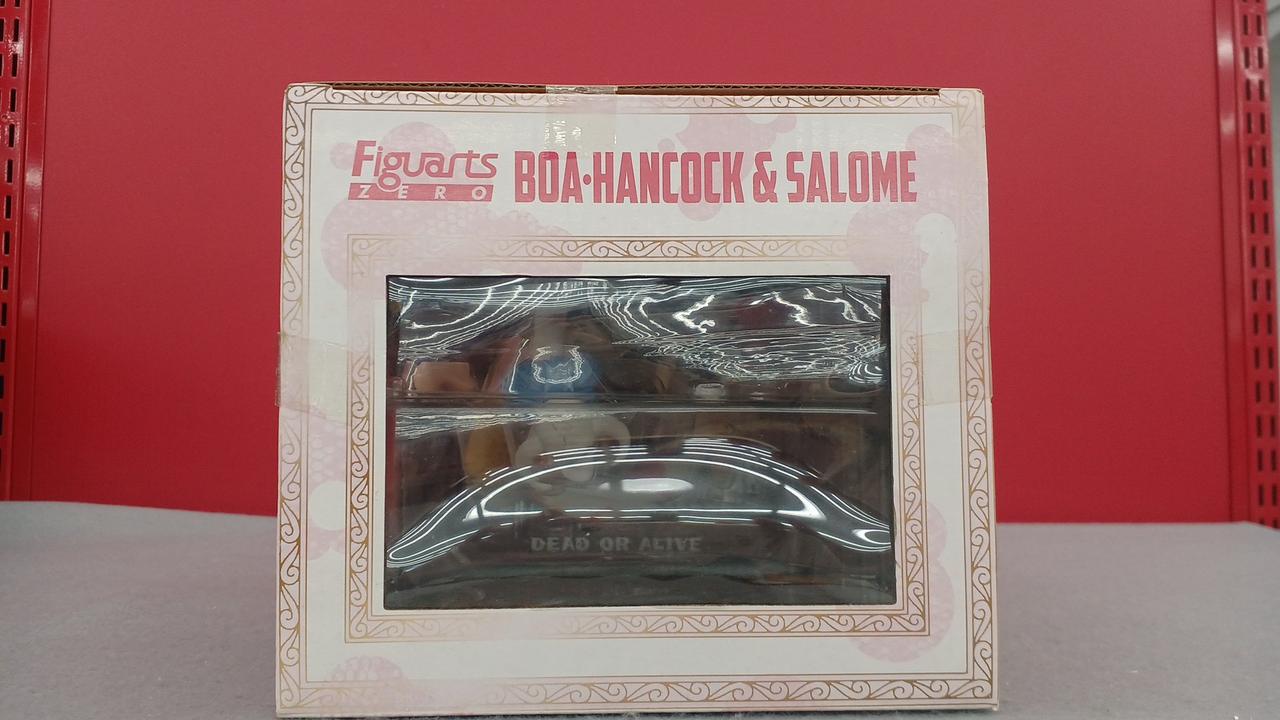 Figuarts
ZERO
BOA·HANCOCK & SALOME
DEAD OR ALIVE